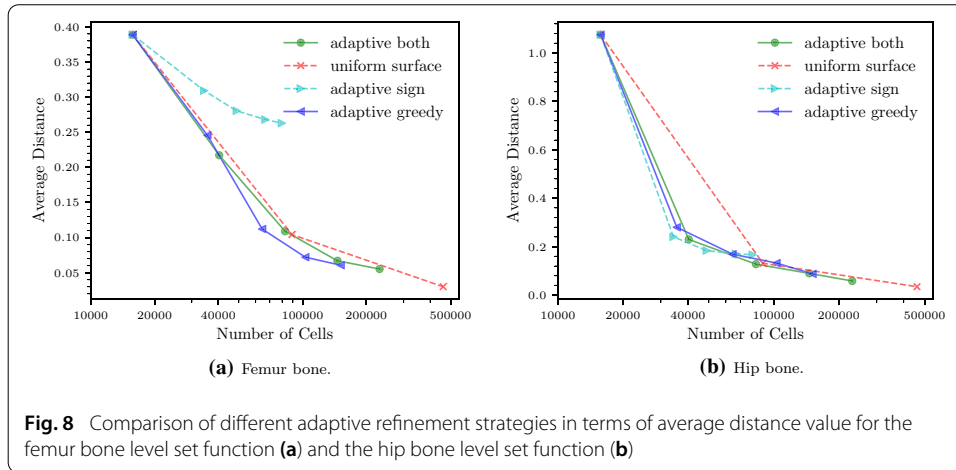 0.40
0.35
0.30
0.25
0.20
0.15
0.10
0.05
Average Distance
10000 20000 40000 100000 200000 500000
Number of Cells
adaptive both
uniform surface
adaptive sign
adaptive greedy
(a) Femur bone.
1.0
0.8
0.6
0.4
0.2
0.0
Average Distance
10000 20000 40000 100000 200000 500000
Number of Cells
adaptive both
uniform surface
adaptive sign
adaptive greedy
(b) Hip bone.
Fig. 8 Comparison of different adaptive refinement strategies in terms of average distance value for the
femur bone level set function (a) and the hip bone level set function (b)